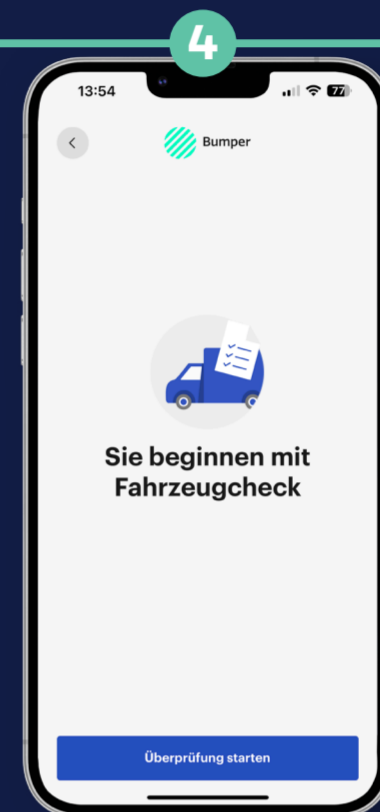 4
13:54
77
Bumper
Sie beginnen mit
Fahrzeugcheck
Überprüfung starten